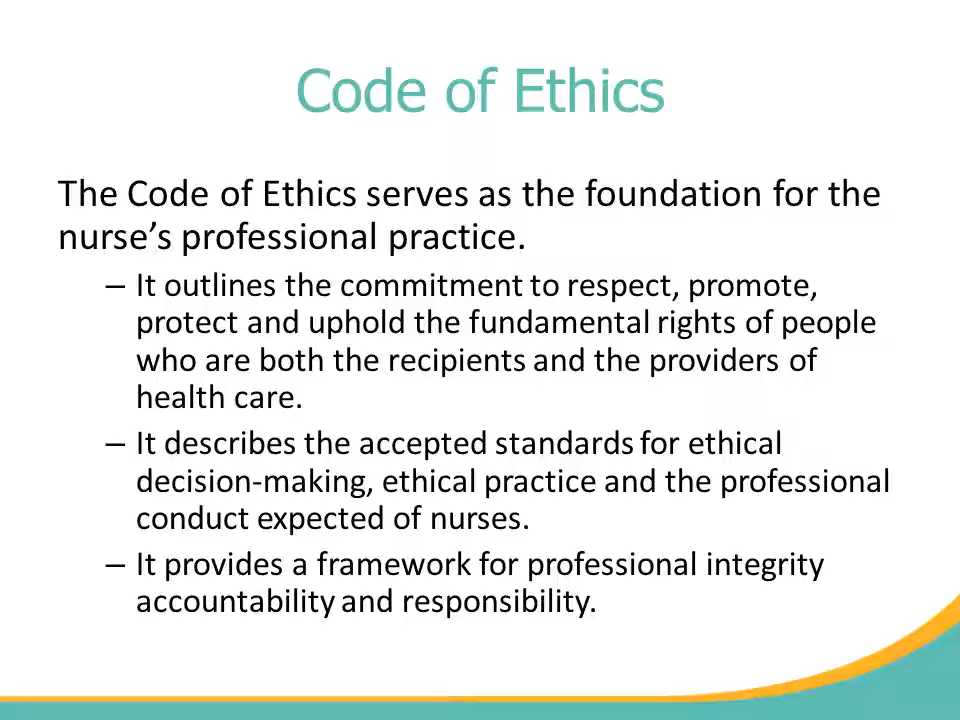 Code of Ethics
The Code of Ethics serves as the foundation for the
nurse’s professional practice.
– It outlines the commitment to respect, promote,
protect and uphold the fundamental rights of people
who are both the recipients and the providers of
health care.
– It describes the accepted standards for ethical
decision-making, ethical practice and the professional
conduct expected of nurses.
– It provides a framework for professional integrity
accountability and responsibility.